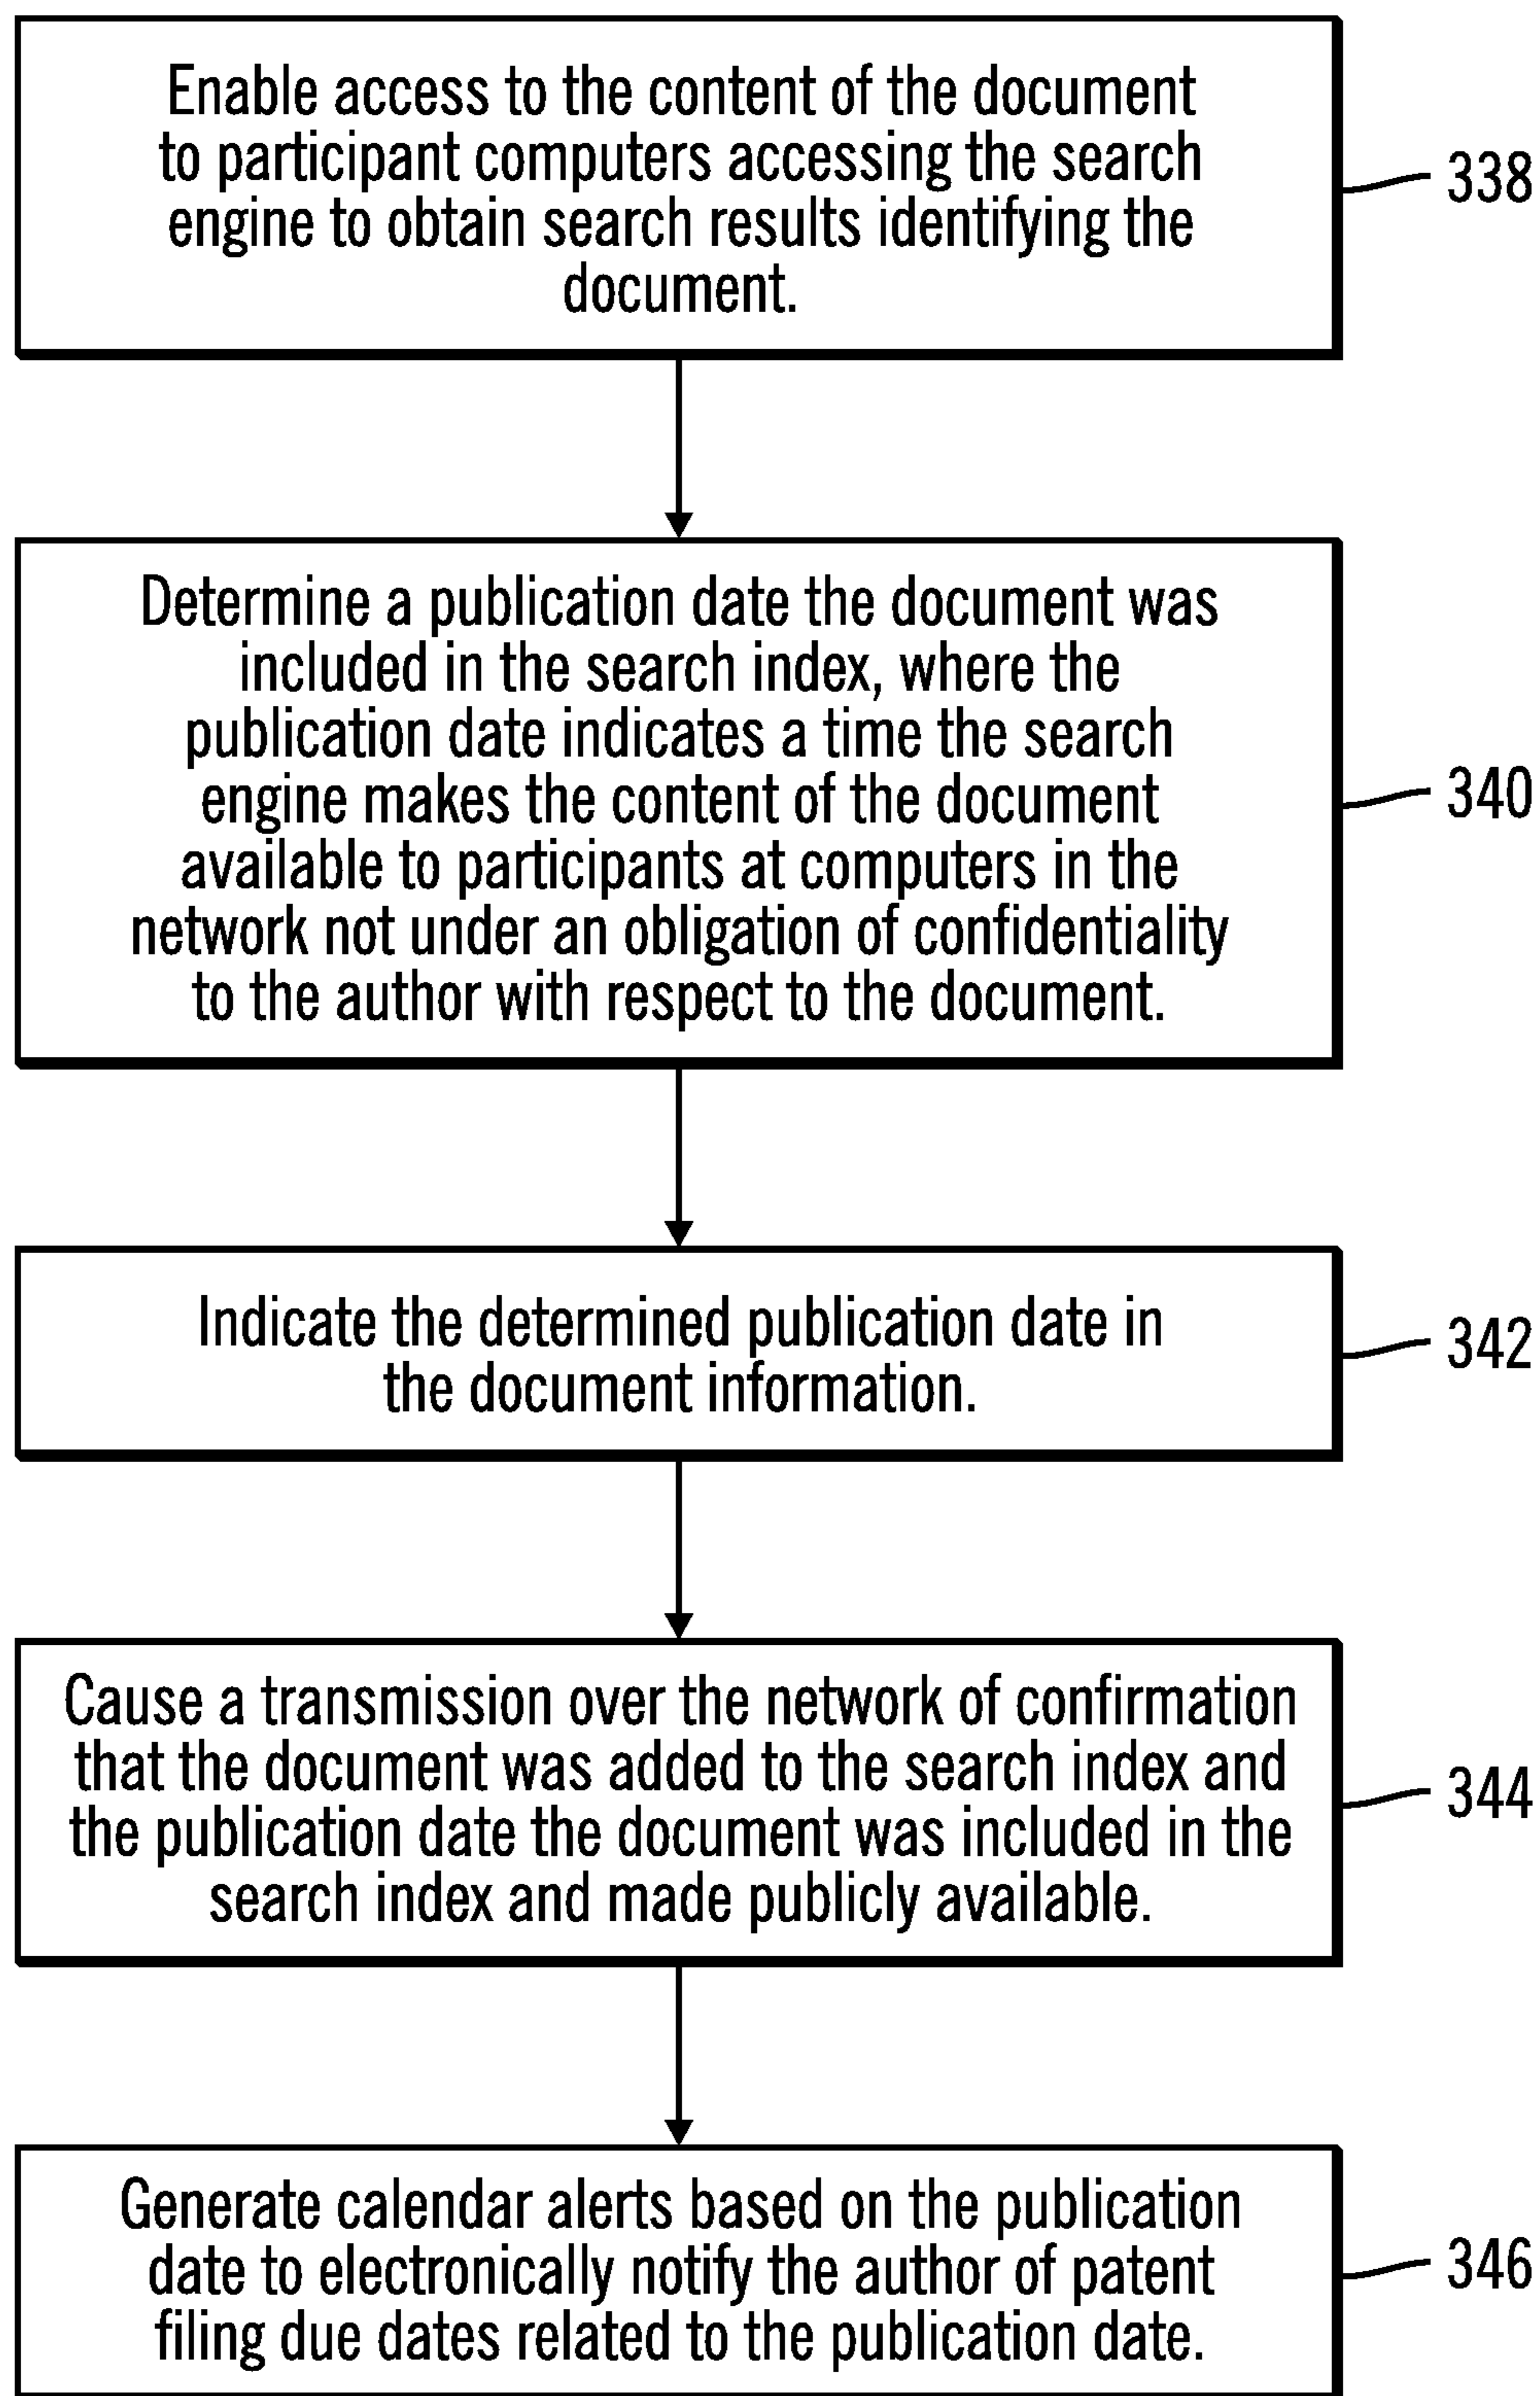 Enable access to the content of the document
to participant computers accessing the search
engine to obtain search results identifying the
document.
338
Determine a publication date the document was
included in the search index, where the
publication date indicates a time the search
engine makes the content of the document
available to participants at computers in the
network not under an obligation of confidentiality
to the author with respect to the document.
340
Indicate the determined publication date in
the document information.
342
Cause a transmission over the network of confirmation
that the document was added to the search index and
the publication date the document was included in the
search index and made publicly available.
344
Generate calendar alerts based on the publication
date to electronically notify the author of patent
filing due dates related to the publication date.
346